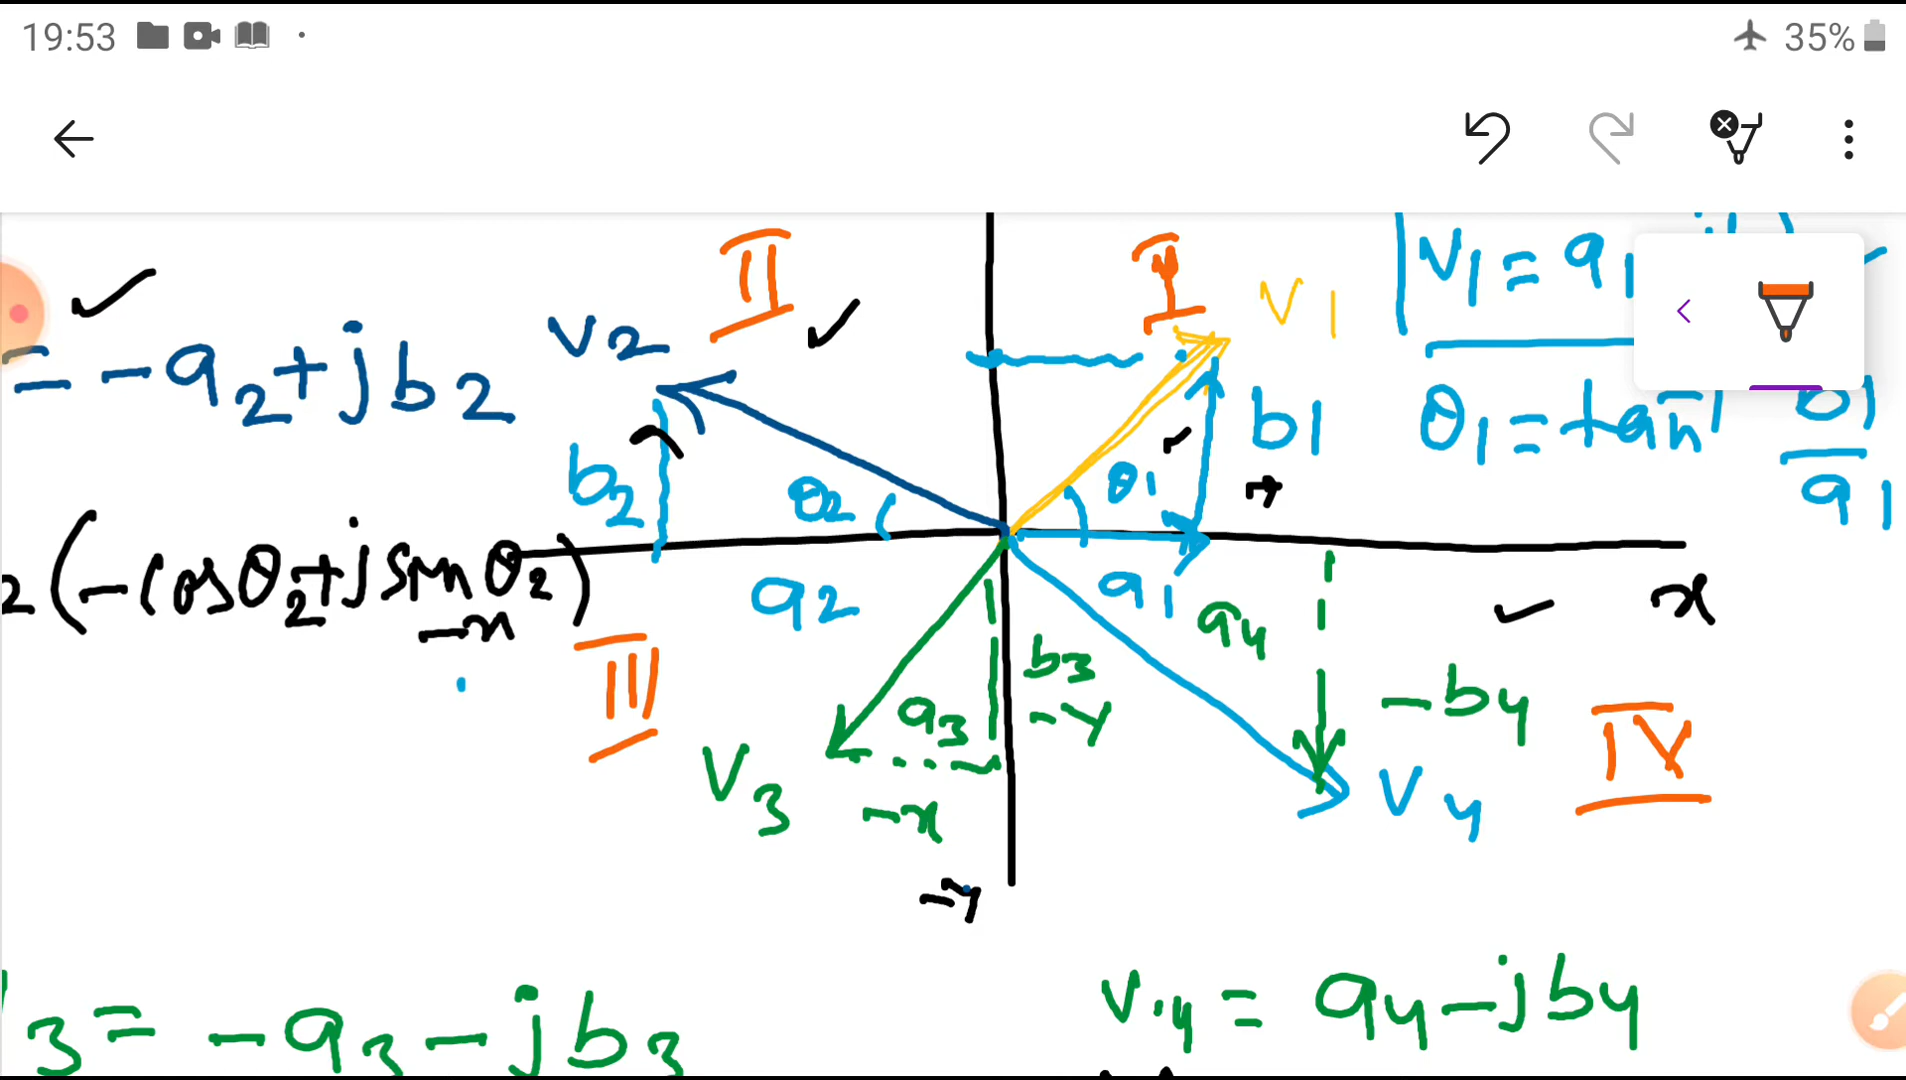 19:53 35%
II I V1 V1 = a1
= -a2+jb2 V2
b2 θ2 θ1 b1 θ1 = tan-1 b1/a1
2(-cosθ2+jsinθ2) a2 a1 x
-x a4
III b3 -b4 IV
a3 -y
V3 -x V4
-y
3 = -a3-jb3 V4 = a4-jb4